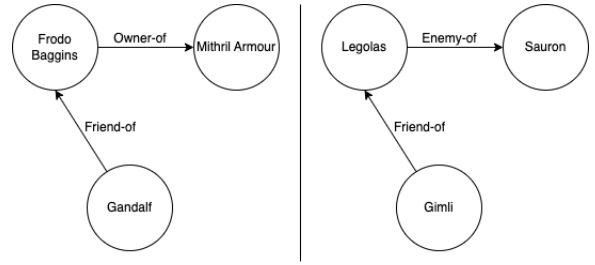 Frodo
Baggins
Owner-of
Mithril Armour
Friend-of
Gandalf
Legolas
Enemy-of
Sauron
Friend-of
Gimli